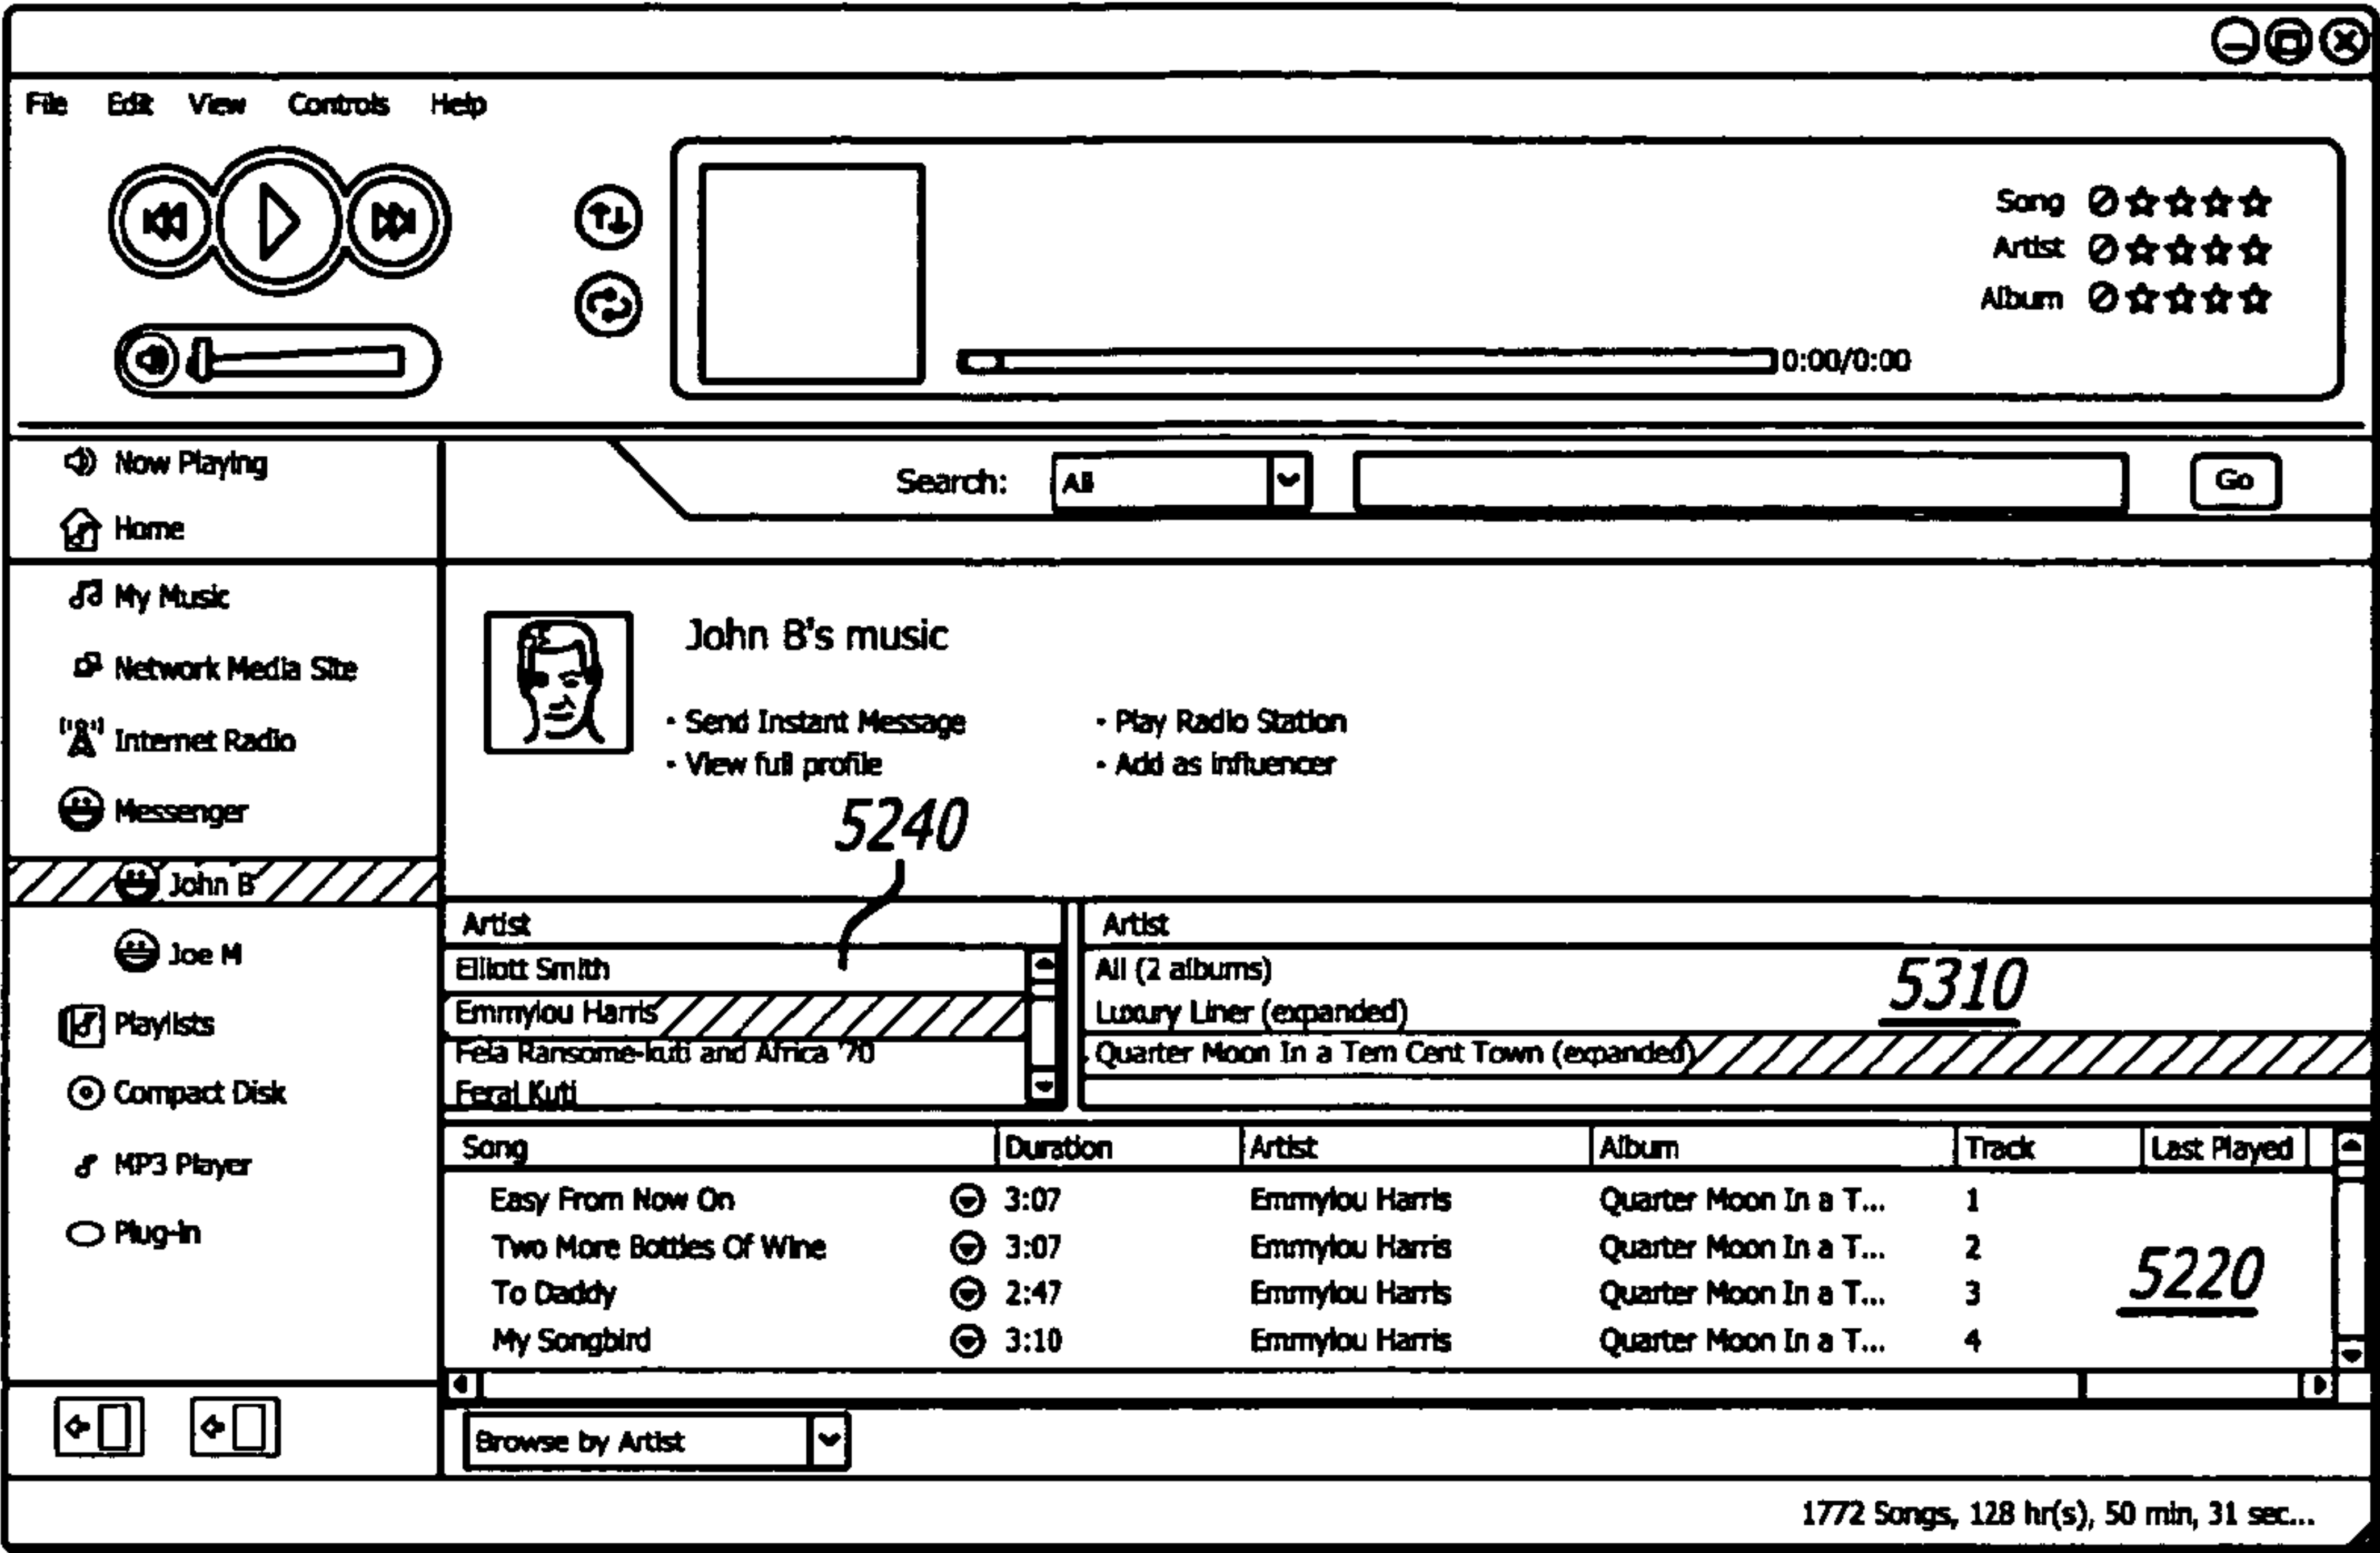 File Edit View Controls Help
Song
Artist
Album
0:00/0:00
Now Playing
Search: All Go
Home
My Music
Network Media Site
Internet Radio
Messenger
John B
Joe M
Playlists
Compact Disk
MP3 Player
Plug-in
John B's music
· Send Instant Message · Play Radio Station
· View full profile · Add as influencer
5240
Artist
Elliott Smith
Emmylou Harris
Fela Ransome-kuti and Africa '70
Feral Kuti
Artist
All (2 albums)
5310
Luxury Liner (expanded)
Quarter Moon In a Tem Cent Town (expanded)
Song Duration Artist Album Track Last Played
Easy From Now On 3:07 Emmylou Harris Quarter Moon In a T... 1
Two More Bottles Of Wine 3:07 Emmylou Harris Quarter Moon In a T... 2
To Daddy 2:47 Emmylou Harris Quarter Moon In a T... 3
5220
My Songbird 3:10 Emmylou Harris Quarter Moon In a T... 4
Browse by Artist
1772 Songs, 128 hr(s), 50 min, 31 sec...